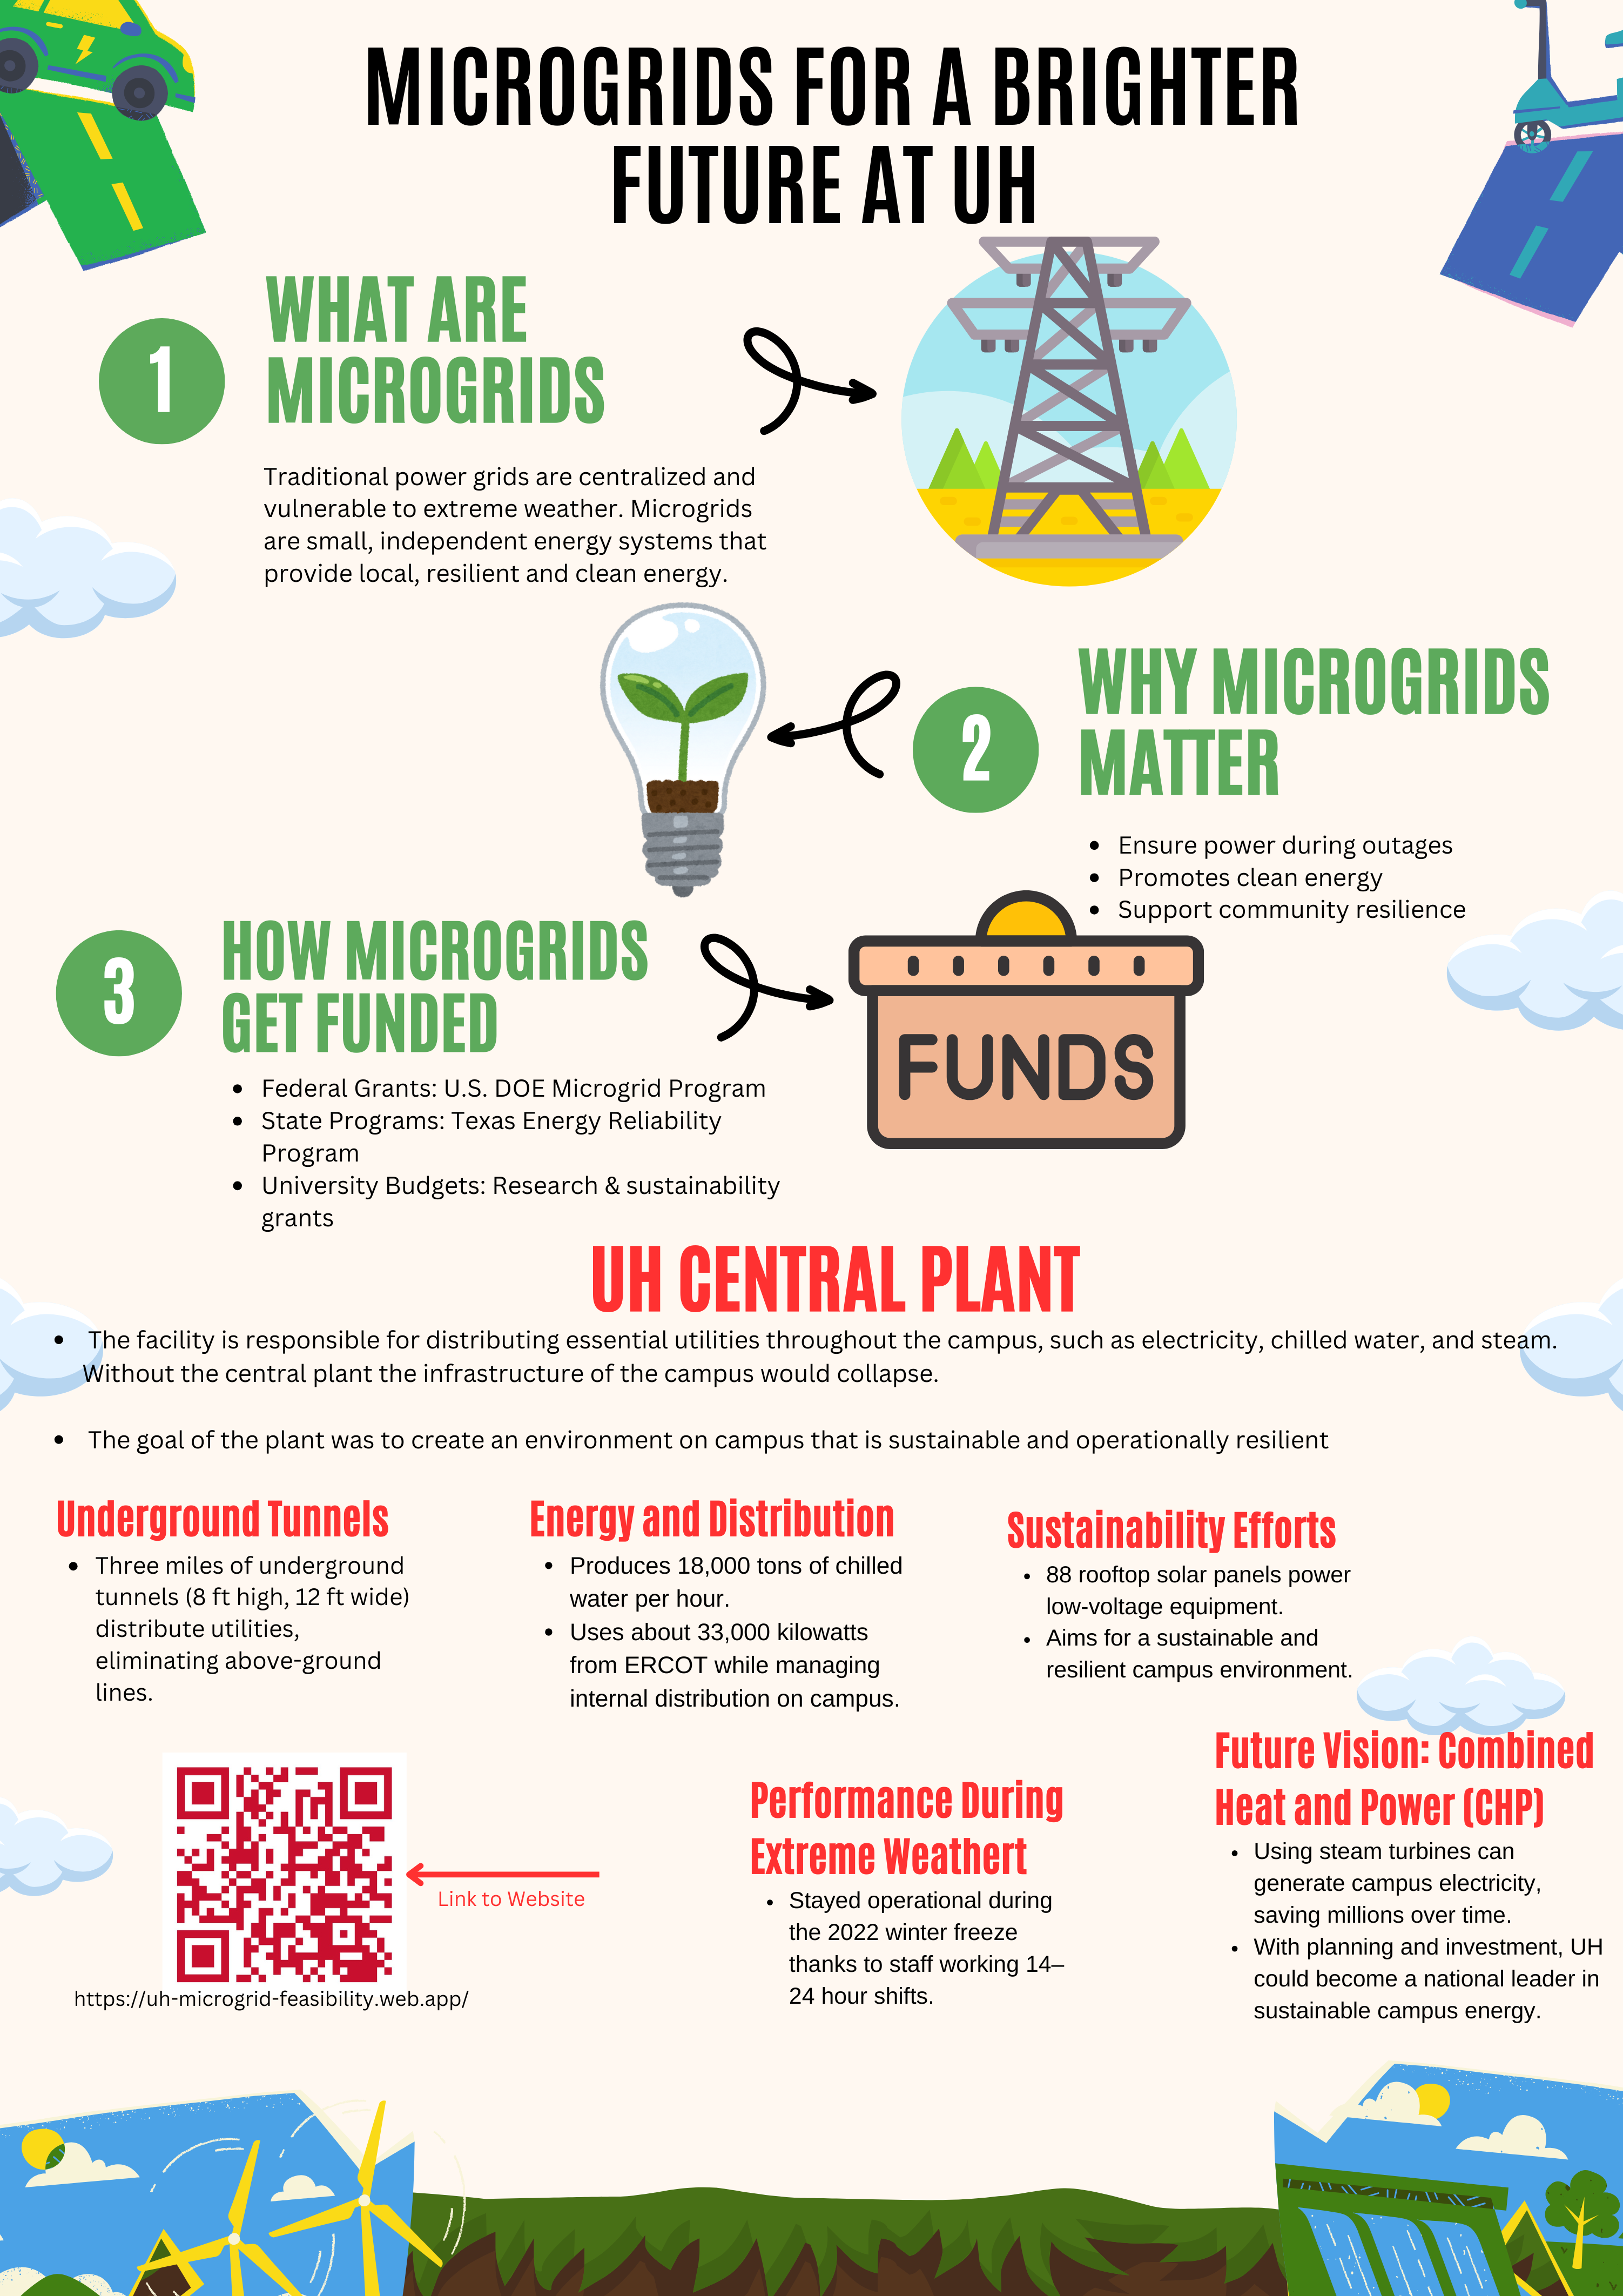 MICROGRIDS FOR A BRIGHTER
FUTURE AT UH
1
WHAT ARE
MICROGRIDS
Traditional power grids are centralized and
vulnerable to extreme weather. Microgrids
are small, independent energy systems that
provide local, resilient and clean energy.
2
WHY MICROGRIDS
MATTER
• Ensure power during outages
• Promotes clean energy
• Support community resilience
3
HOW MICROGRIDS
GET FUNDED
• Federal Grants: U.S. DOE Microgrid Program
• State Programs: Texas Energy Reliability
Program
• University Budgets: Research & sustainability
grants
FUNDS
UH CENTRAL PLANT
• The facility is responsible for distributing essential utilities throughout the campus, such as electricity, chilled water, and steam.
Without the central plant the infrastructure of the campus would collapse.
• The goal of the plant was to create an environment on campus that is sustainable and operationally resilient
Underground Tunnels
• Three miles of underground
tunnels (8 ft high, 12 ft wide)
distribute utilities,
eliminating above-ground
lines.
Energy and Distribution
• Produces 18,000 tons of chilled
water per hour.
• Uses about 33,000 kilowatts
from ERCOT while managing
internal distribution on campus.
Sustainability Efforts
• 88 rooftop solar panels power
low-voltage equipment.
• Aims for a sustainable and
resilient campus environment.
Link to Website
https://uh-microgrid-feasibility.web.app/
Performance During
Extreme Weathert
• Stayed operational during
the 2022 winter freeze
thanks to staff working 14–
24 hour shifts.
Future Vision: Combined
Heat and Power (CHP)
• Using steam turbines can
generate campus electricity,
saving millions over time.
• With planning and investment, UH
could become a national leader in
sustainable campus energy.